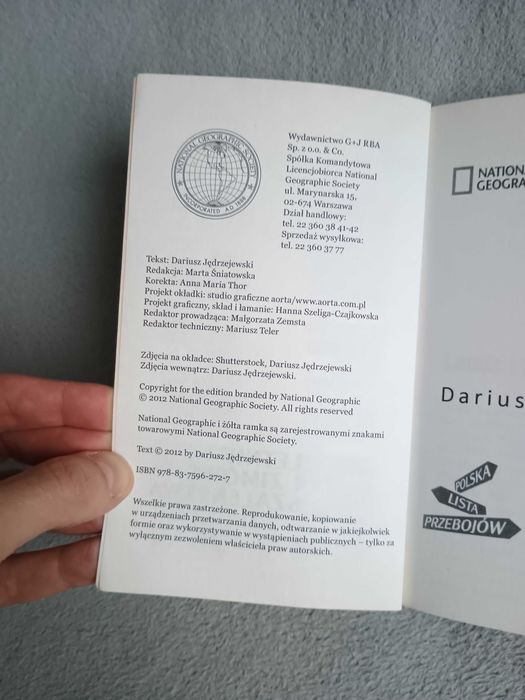 NATIONAL GEOGRAPHIC SOCIETY
INCORPORATED A.D. 1888
Wydawnictwo G+J RBA
Sp. z o.o. & Co.
Spółka Komandytowa
Licencjobiorca National
Geographic Society
ul. Marynarska 15,
02-674 Warszawa
Dział handlowy:
tel. 22 360 38 41-42
Sprzedaż wysyłkowa:
tel. 22 360 37 77
Tekst: Dariusz Jędrzejewski
Redakcja: Marta Śniatowska
Korekta: Anna Maria Thor
Projekt okładki: studio graficzne aorta/www.aorta.com.pl
Projekt graficzny, skład i łamanie: Hanna Szeliga-Czajkowska
Redaktor prowadząca: Małgorzata Zemsta
Redaktor techniczny: Mariusz Teler
Zdjęcia na okładce: Shutterstock, Dariusz Jędrzejewski
Zdjęcia wewnątrz: Dariusz Jędrzejewski.
Copyright for the edition branded by National Geographic
© 2012 National Geographic Society. All rights reserved
National Geographic i żółta ramka są zarejestrowanymi znakami
towarowymi National Geographic Society.
Text © 2012 by Dariusz Jędrzejewski
ISBN 978-83-7596-272-7
Wszelkie prawa zastrzeżone. Reprodukowanie, kopiowanie
w urządzeniach przetwarzania danych, odtwarzanie w jakiejkolwiek
formie oraz wykorzystywanie w wystąpieniach publicznych – tylko za
wyłącznym zezwoleniem właściciela praw autorskich.
NATION
GEOGRA
Darius
POLSKA
LISTA
PRZEBOJÓW